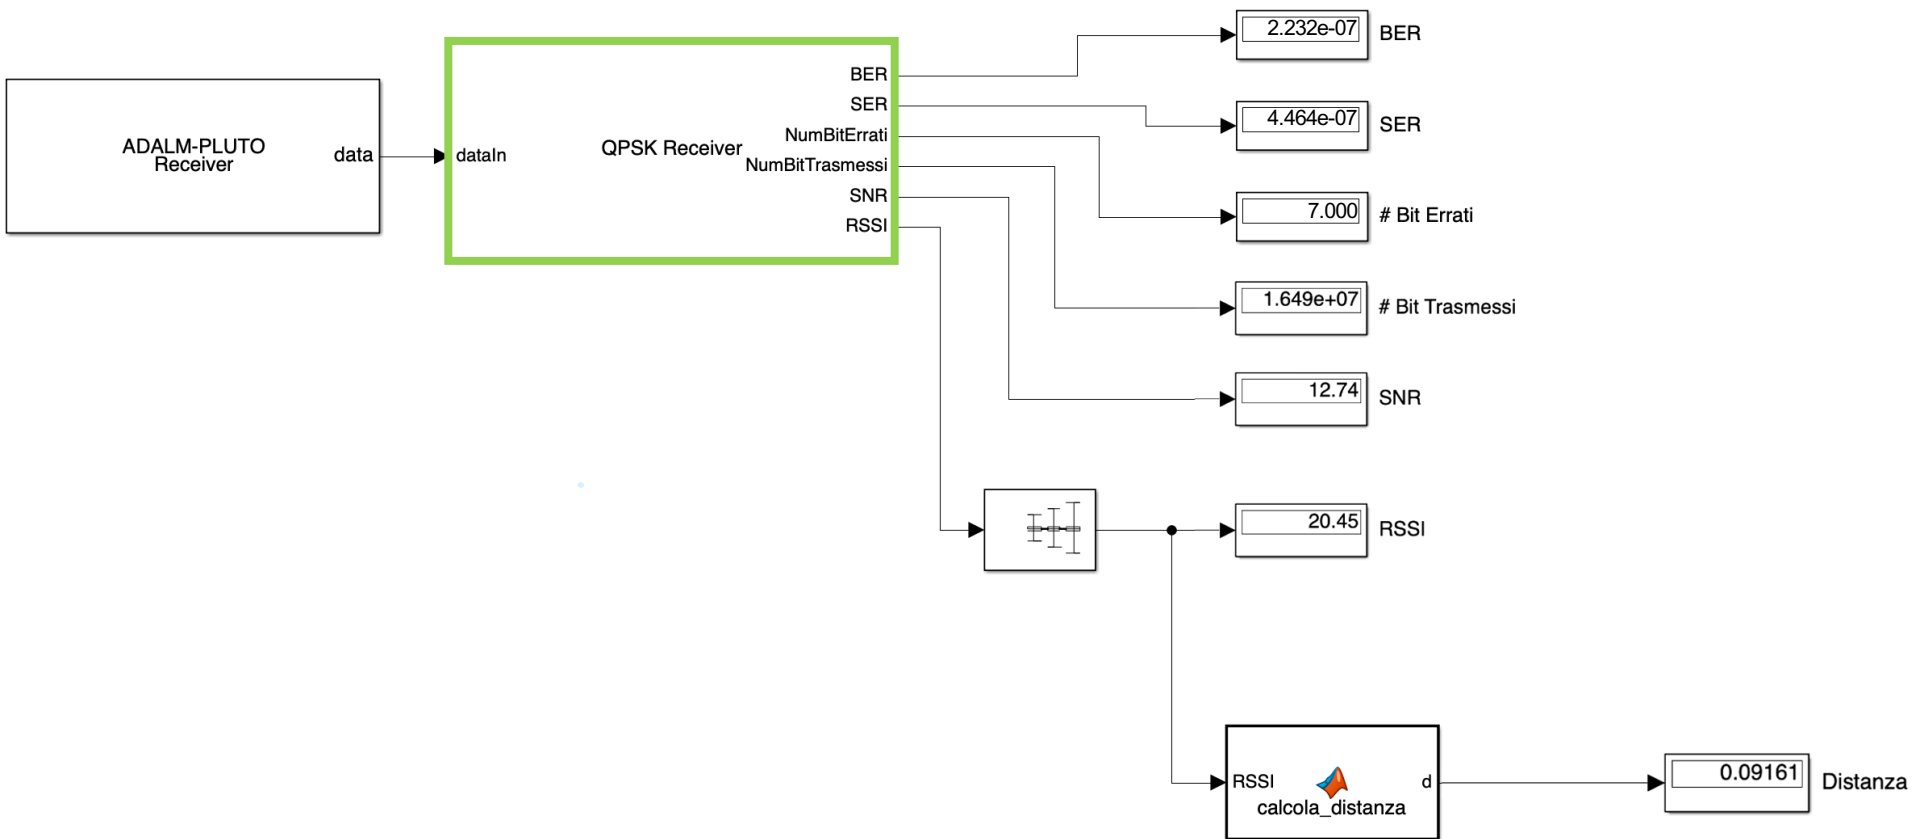 ADALM-PLUTO
Receiver
data
dataIn
QPSK Receiver
BER
SER
NumBitErrati
NumBitTrasmessi
SNR
RSSI
2.232e-07
BER
4.464e-07
SER
7.000
# Bit Errati
1.649e+07
# Bit Trasmessi
12.74
SNR
20.45
RSSI
RSSI
d
calcola_distanza
0.09161
Distanza